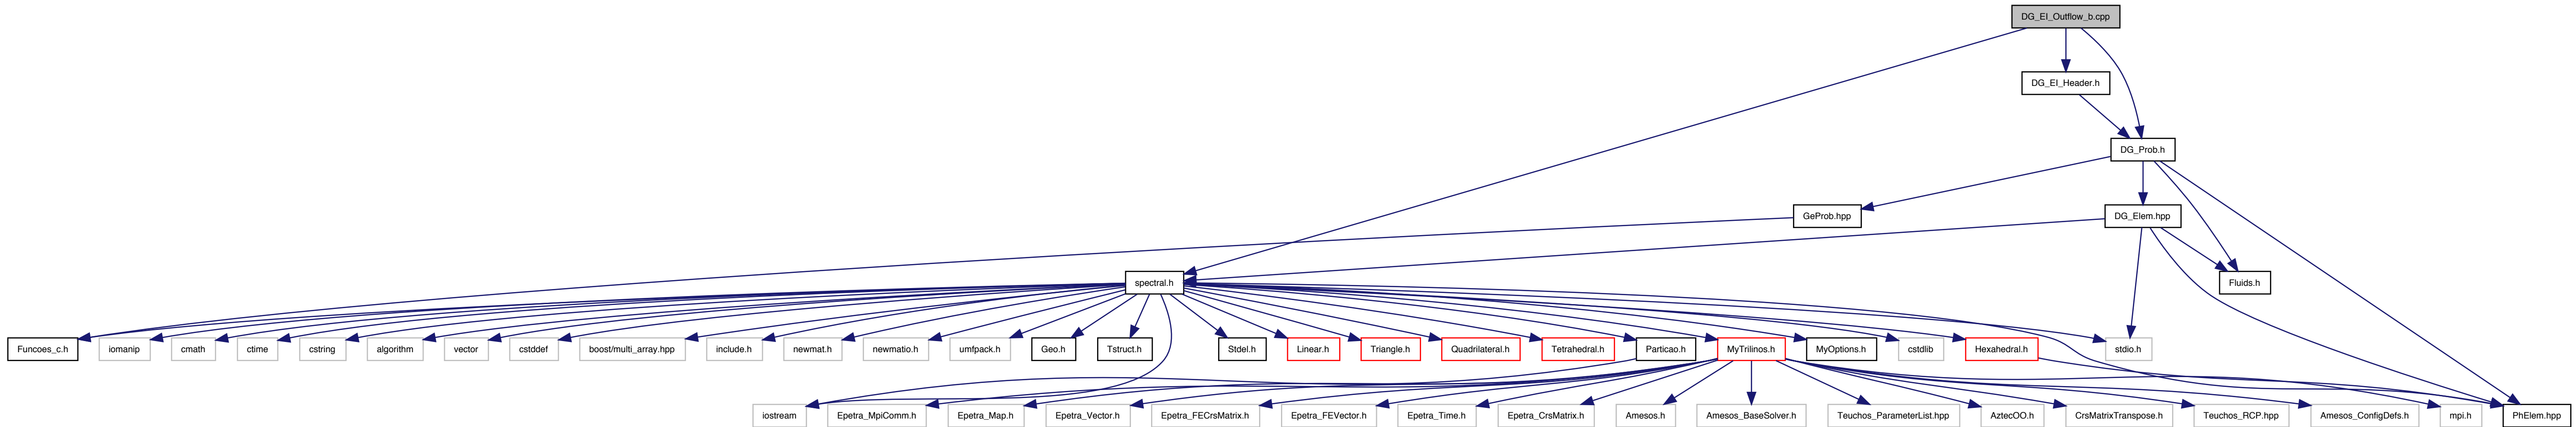 DG_EI_Outflow_b.cpp
DG_EI_Header.h
DG_Prob.h
GeProb.hpp
DG_Elem.hpp
spectral.h
Fluids.h
Funcoes_c.h
iomanip
cmath
ctime
cstring
algorithm
vector
cstddef
boost/multi_array.hpp
include.h
newmat.h
newmatio.h
umfpack.h
Geo.h
Tstruct.h
Stdel.h
Linear.h
Triangle.h
Quadrilateral.h
Tetrahedral.h
Particao.h
MyTrilinos.h
MyOptions.h
cstdlib
Hexahedral.h
stdio.h
iostream
Epetra_MpiComm.h
Epetra_Map.h
Epetra_Vector.h
Epetra_FECrsMatrix.h
Epetra_FEVector.h
Epetra_Time.h
Epetra_CrsMatrix.h
Amesos.h
Amesos_BaseSolver.h
Teuchos_ParameterList.hpp
AztecOO.h
CrsMatrixTranspose.h
Teuchos_RCP.hpp
Amesos_ConfigDefs.h
mpi.h
PhElem.hpp